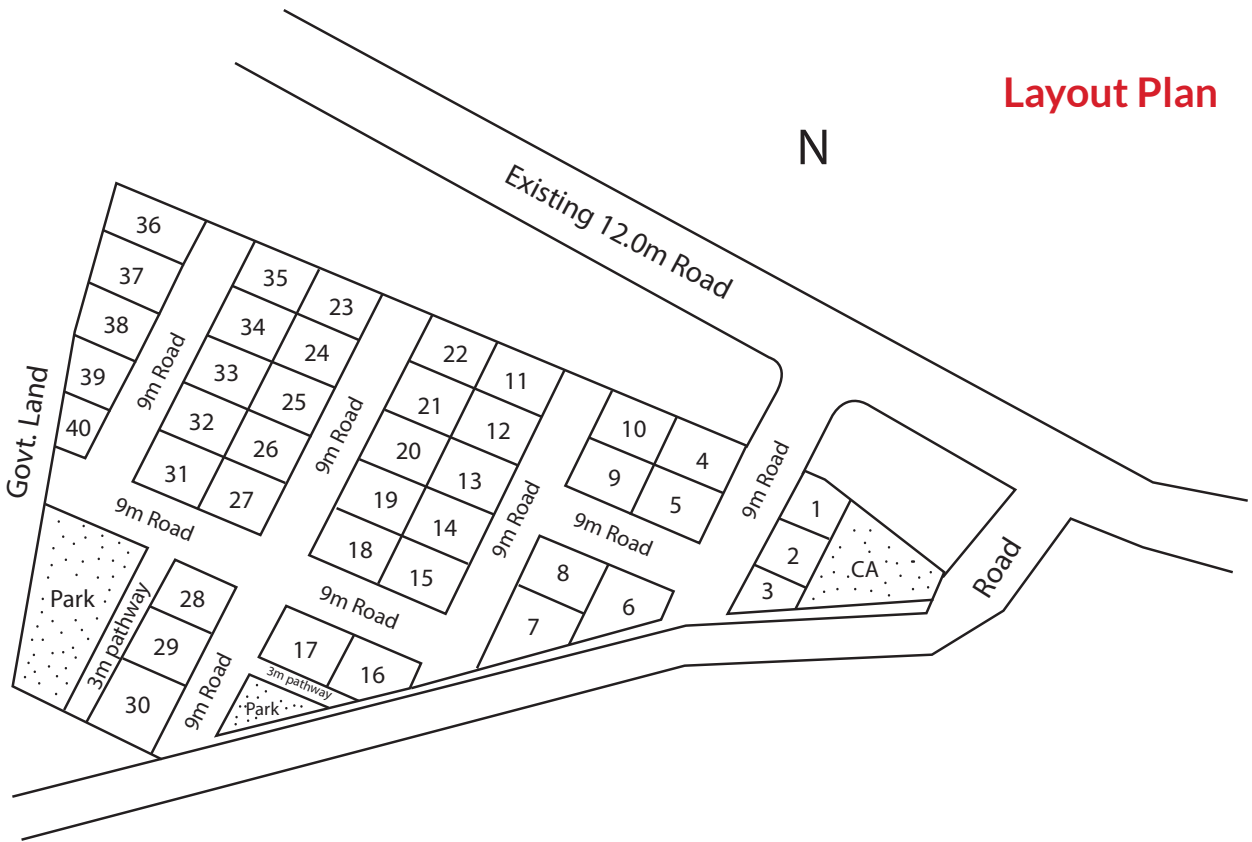 Layout Plan
N
Existing 12.0m Road
36
37
38
39
40
Govt. Land
9m Road
35
23
34
24
33
25
32
26
31
27
9m Road
22
11
21
12
20
13
19
14
18
15
9m Road
10
4
9
5
9m Road
1
2
3
CA
Road
9m Road
8
6
7
9m Road
Park
3m pathway
28
29
30
9m Road
9m Road
17
16
3m pathway
Park